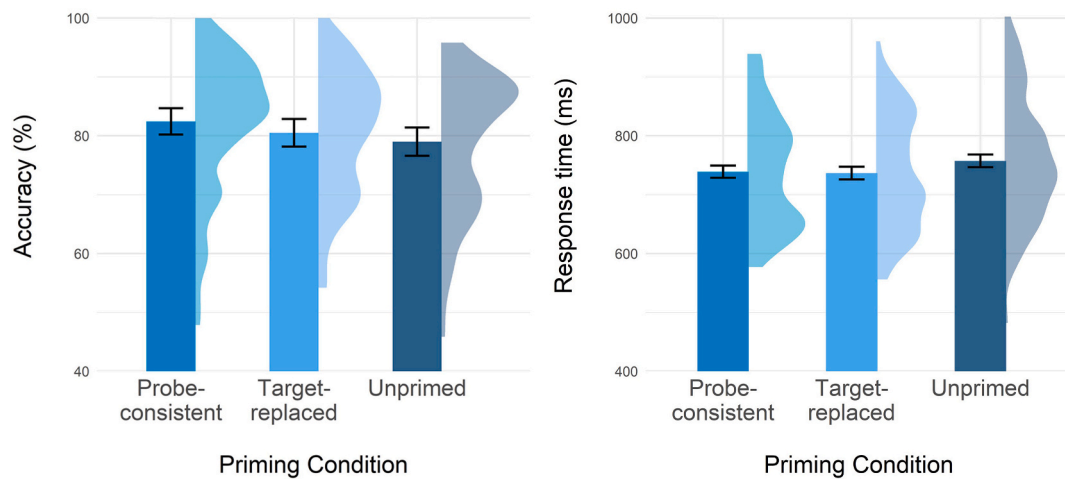 Accuracy (%)
100
80
60
40
Probe-
consistent
Target-
replaced
Unprimed
Priming Condition
Response time (ms)
1000
800
600
400
Probe-
consistent
Target-
replaced
Unprimed
Priming Condition